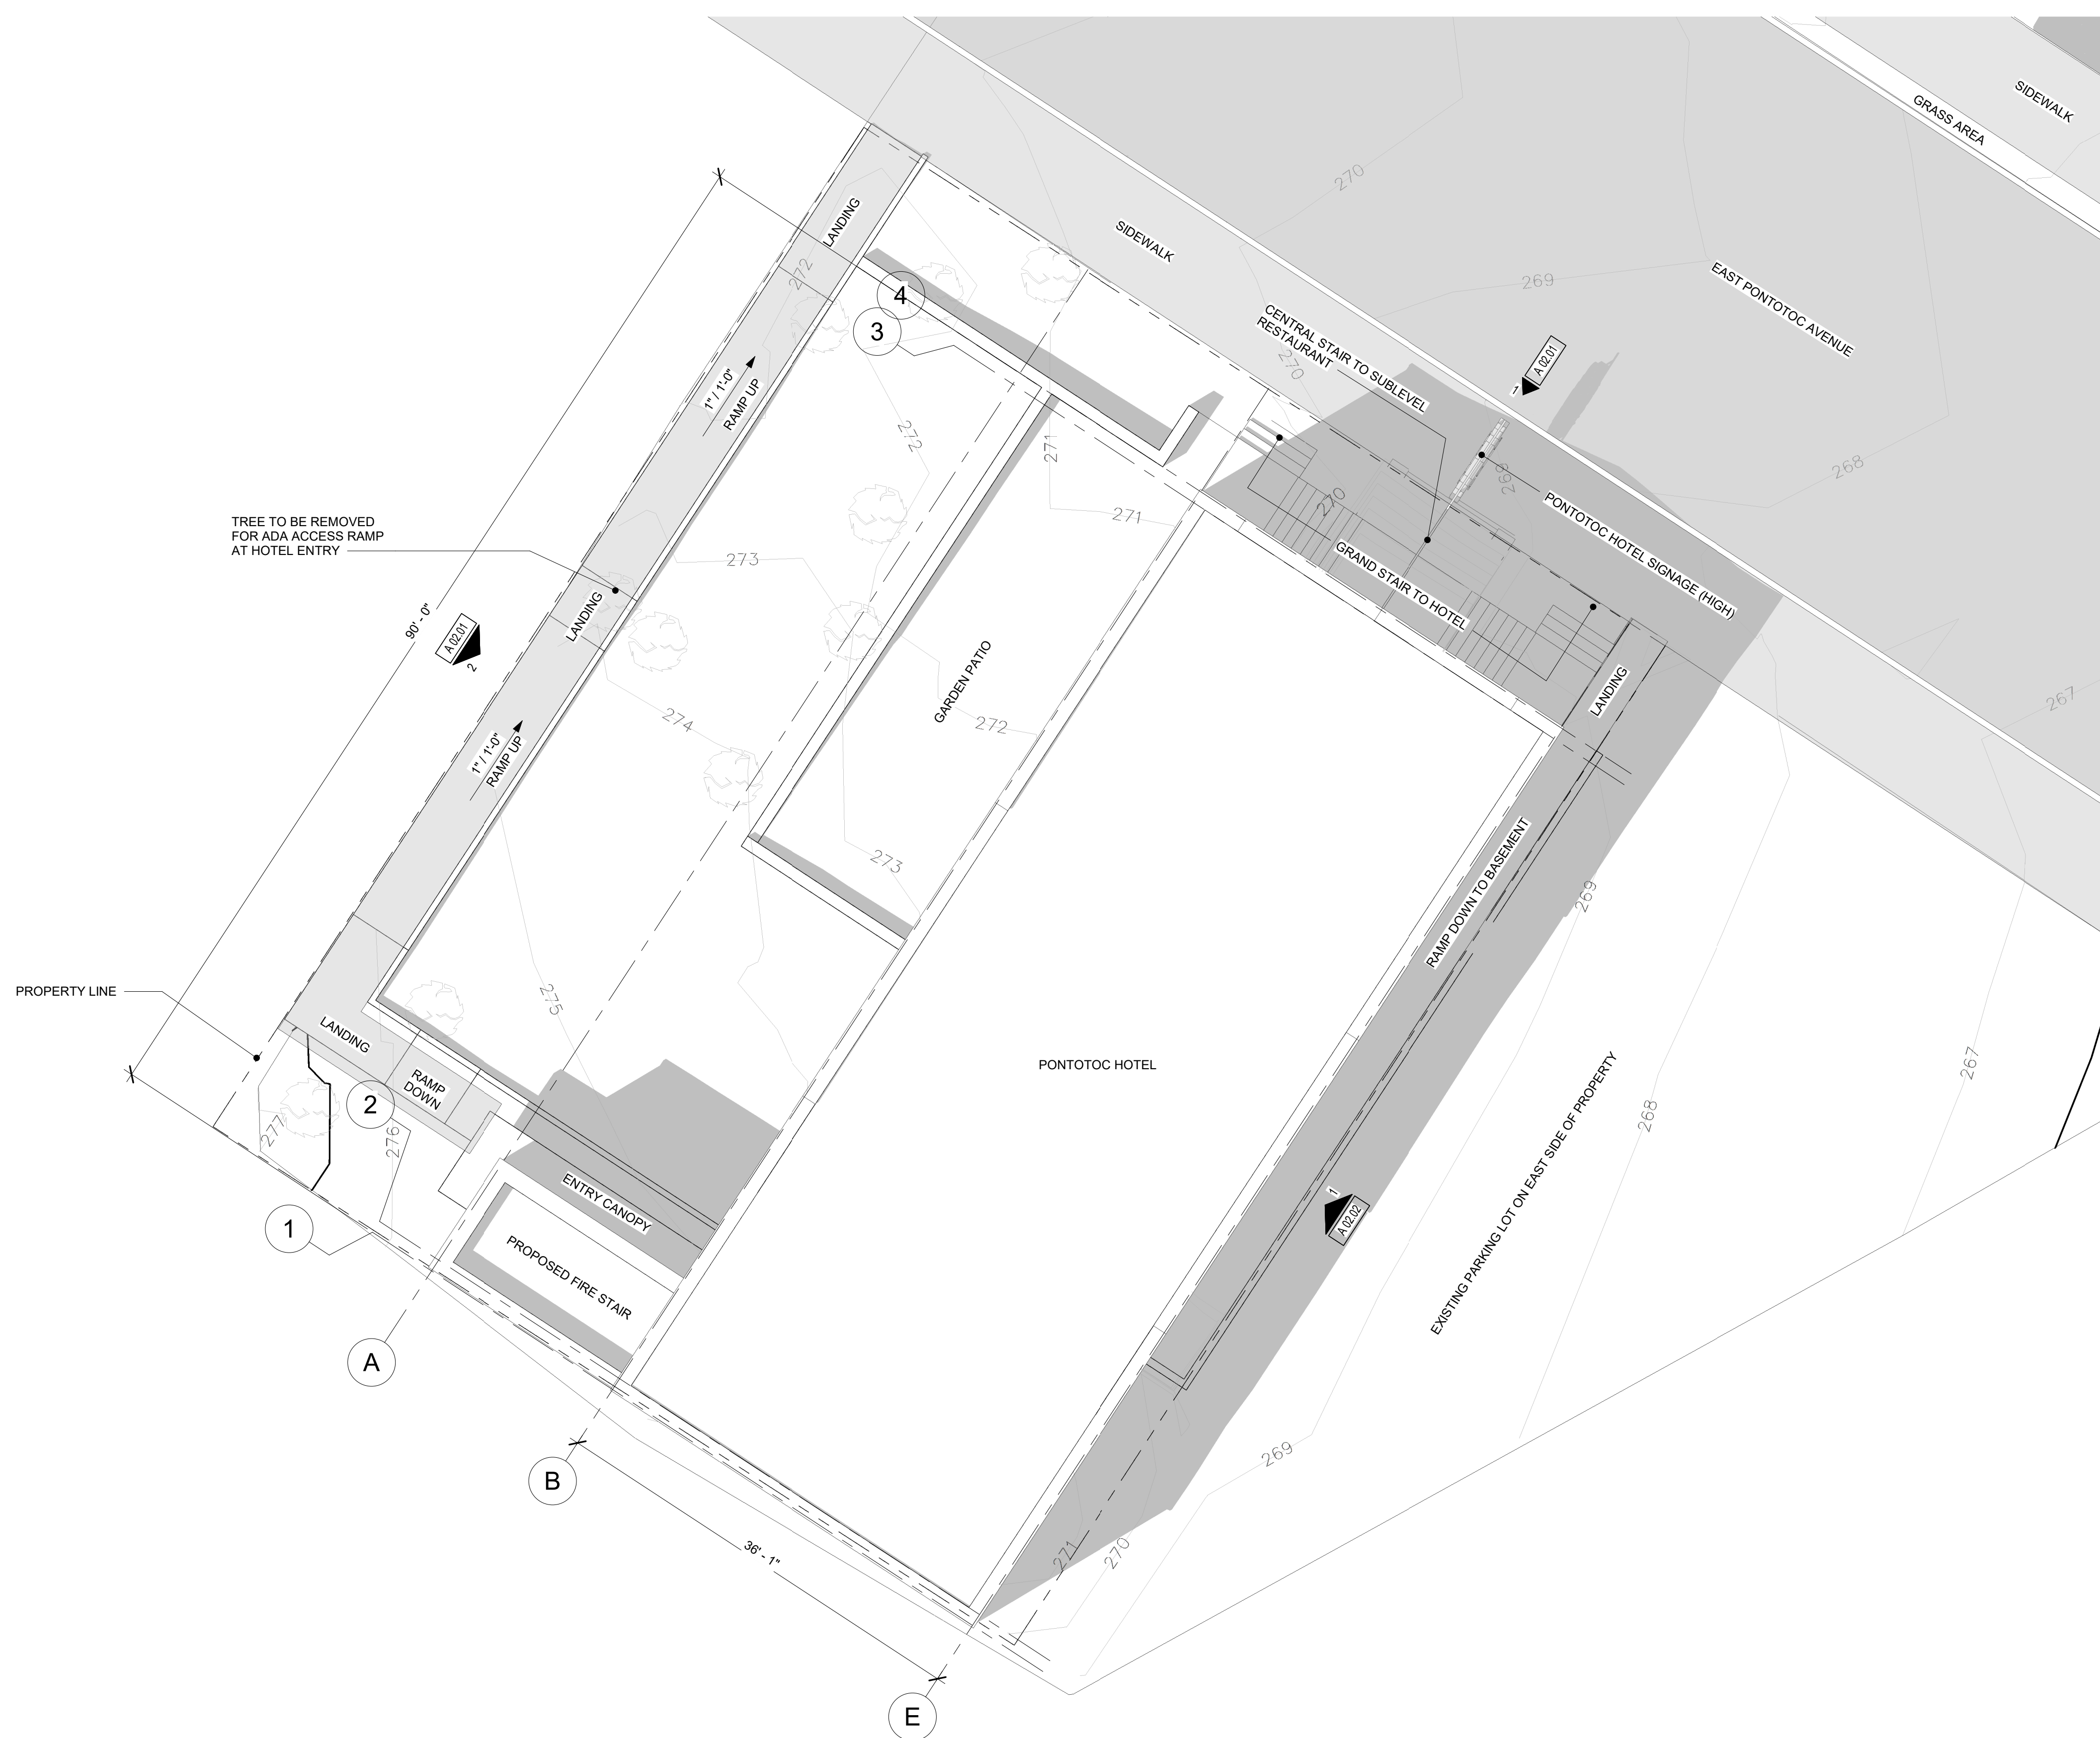 SIDEWALK
GRASS AREA
270
LANDING
SIDEWALK
272
269
EAST PONTOTOC AVENUE
4
3
CENTRAL STAIR TO SUBLEVEL
RESTAURANT
270
A 02.01
1
1" / 1'-0"
RAMP UP
272
271
268
269
270
271
PONTOTOC HOTEL SIGNAGE (HIGH)
TREE TO BE REMOVED
FOR ADA ACCESS RAMP
AT HOTEL ENTRY
273
GRAND STAIR TO HOTEL
LANDING
90' - 0"
A 02.01
2
GARDEN PATIO
LANDING
267
274
272
1" / 1'-0"
RAMP UP
273
RAMP DOWN TO BASEMENT
269
PROPERTY LINE
275
LANDING
PONTOTOC HOTEL
267
RAMP
DOWN
2
268
277
276
EXISTING PARKING LOT ON EAST SIDE OF PROPERTY
ENTRY CANOPY
1
A 02.02
1
PROPOSED FIRE STAIR
A
269
B
36' - 1"
271
270
E